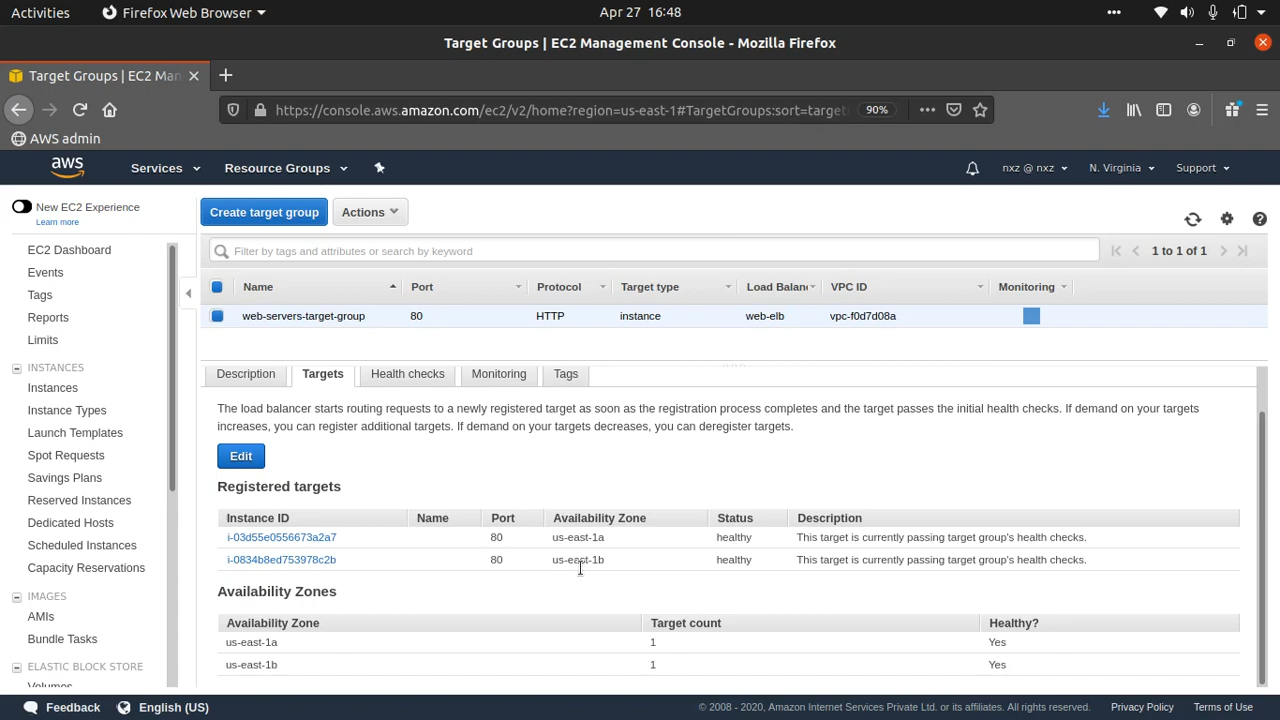 Activities
Firefox Web Browser
Apr 27 16:48
Target Groups | EC2 Management Console - Mozilla Firefox
Target Groups | EC2 Man
https://console.aws.amazon.com/ec2/v2/home?region=us-east-1#TargetGroups:sort=target
90%
AWS admin
aws
Services
Resource Groups
nxz @ nxz
N. Virginia
Support
New EC2 Experience
Learn more
EC2 Dashboard
Events
Tags
Reports
Limits
INSTANCES
Instances
Instance Types
Launch Templates
Spot Requests
Savings Plans
Reserved Instances
Dedicated Hosts
Scheduled Instances
Capacity Reservations
IMAGES
AMIs
Bundle Tasks
ELASTIC BLOCK STORE
Volumes
Create target group
Actions
Filter by tags and attributes or search by keyword
1 to 1 of 1
Name Port Protocol Target type Load Balanc VPC ID Monitoring
web-servers-target-group 80 HTTP instance web-elb vpc-f0d7d08a
Description Targets Health checks Monitoring Tags
The load balancer starts routing requests to a newly registered target as soon as the registration process completes and the target passes the initial health checks. If demand on your targets
increases, you can register additional targets. If demand on your targets decreases, you can deregister targets.
Edit
Registered targets
Instance ID Name Port Availability Zone Status Description
i-03d55e0556673a2a7 80 us-east-1a healthy This target is currently passing target group's health checks.
i-0834b8ed753978c2b 80 us-east-1b healthy This target is currently passing target group's health checks.
Availability Zones
Availability Zone Target count Healthy?
us-east-1a 1 Yes
us-east-1b 1 Yes
Feedback
English (US)
© 2008 - 2020, Amazon Internet Services Private Ltd. or its affiliates. All rights reserved.
Privacy Policy
Terms of Use